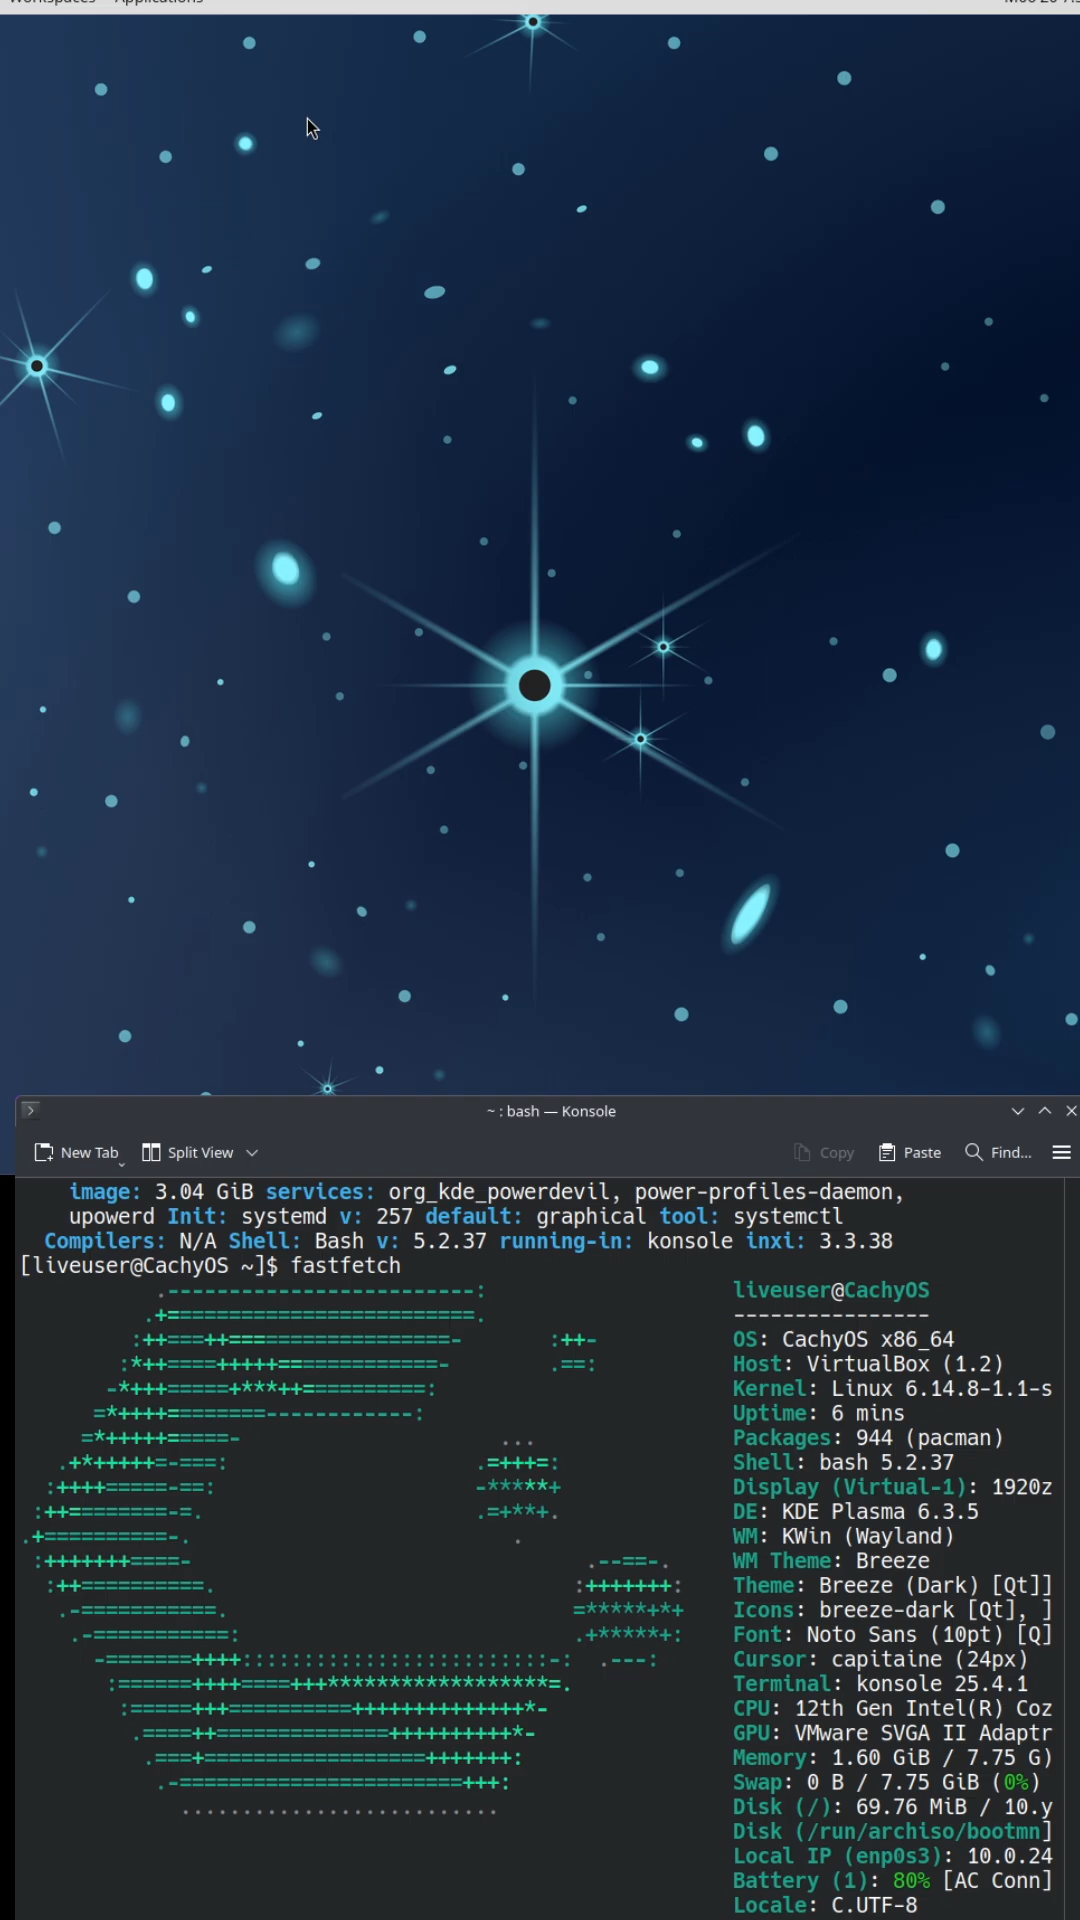 ~ : bash — Konsole
New Tab Split View Copy Paste Find...
image: 3.04 GiB services: org_kde_powerdevil, power-profiles-daemon,
upowerd Init: systemd v: 257 default: graphical tool: systemctl
Compilers: N/A Shell: Bash v: 5.2.37 running-in: konsole inxi: 3.3.38
[liveuser@CachyOS ~]$ fastfetch
liveuser@CachyOS
----------------
OS: CachyOS x86_64
Host: VirtualBox (1.2)
Kernel: Linux 6.14.8-1.1-s
Uptime: 6 mins
Packages: 944 (pacman)
Shell: bash 5.2.37
Display (Virtual-1): 1920z
DE: KDE Plasma 6.3.5
WM: KWin (Wayland)
WM Theme: Breeze
Theme: Breeze (Dark) [Qt]]
Icons: breeze-dark [Qt], ]
Font: Noto Sans (10pt) [Q]
Cursor: capitaine (24px)
Terminal: konsole 25.4.1
CPU: 12th Gen Intel(R) Coz
GPU: VMware SVGA II Adaptr
Memory: 1.60 GiB / 7.75 G)
Swap: 0 B / 7.75 GiB (0%)
Disk (/): 69.76 MiB / 10.y
Disk (/run/archiso/bootmn]
Local IP (enp0s3): 10.0.24
Battery (1): 80% [AC Conn]
Locale: C.UTF-8